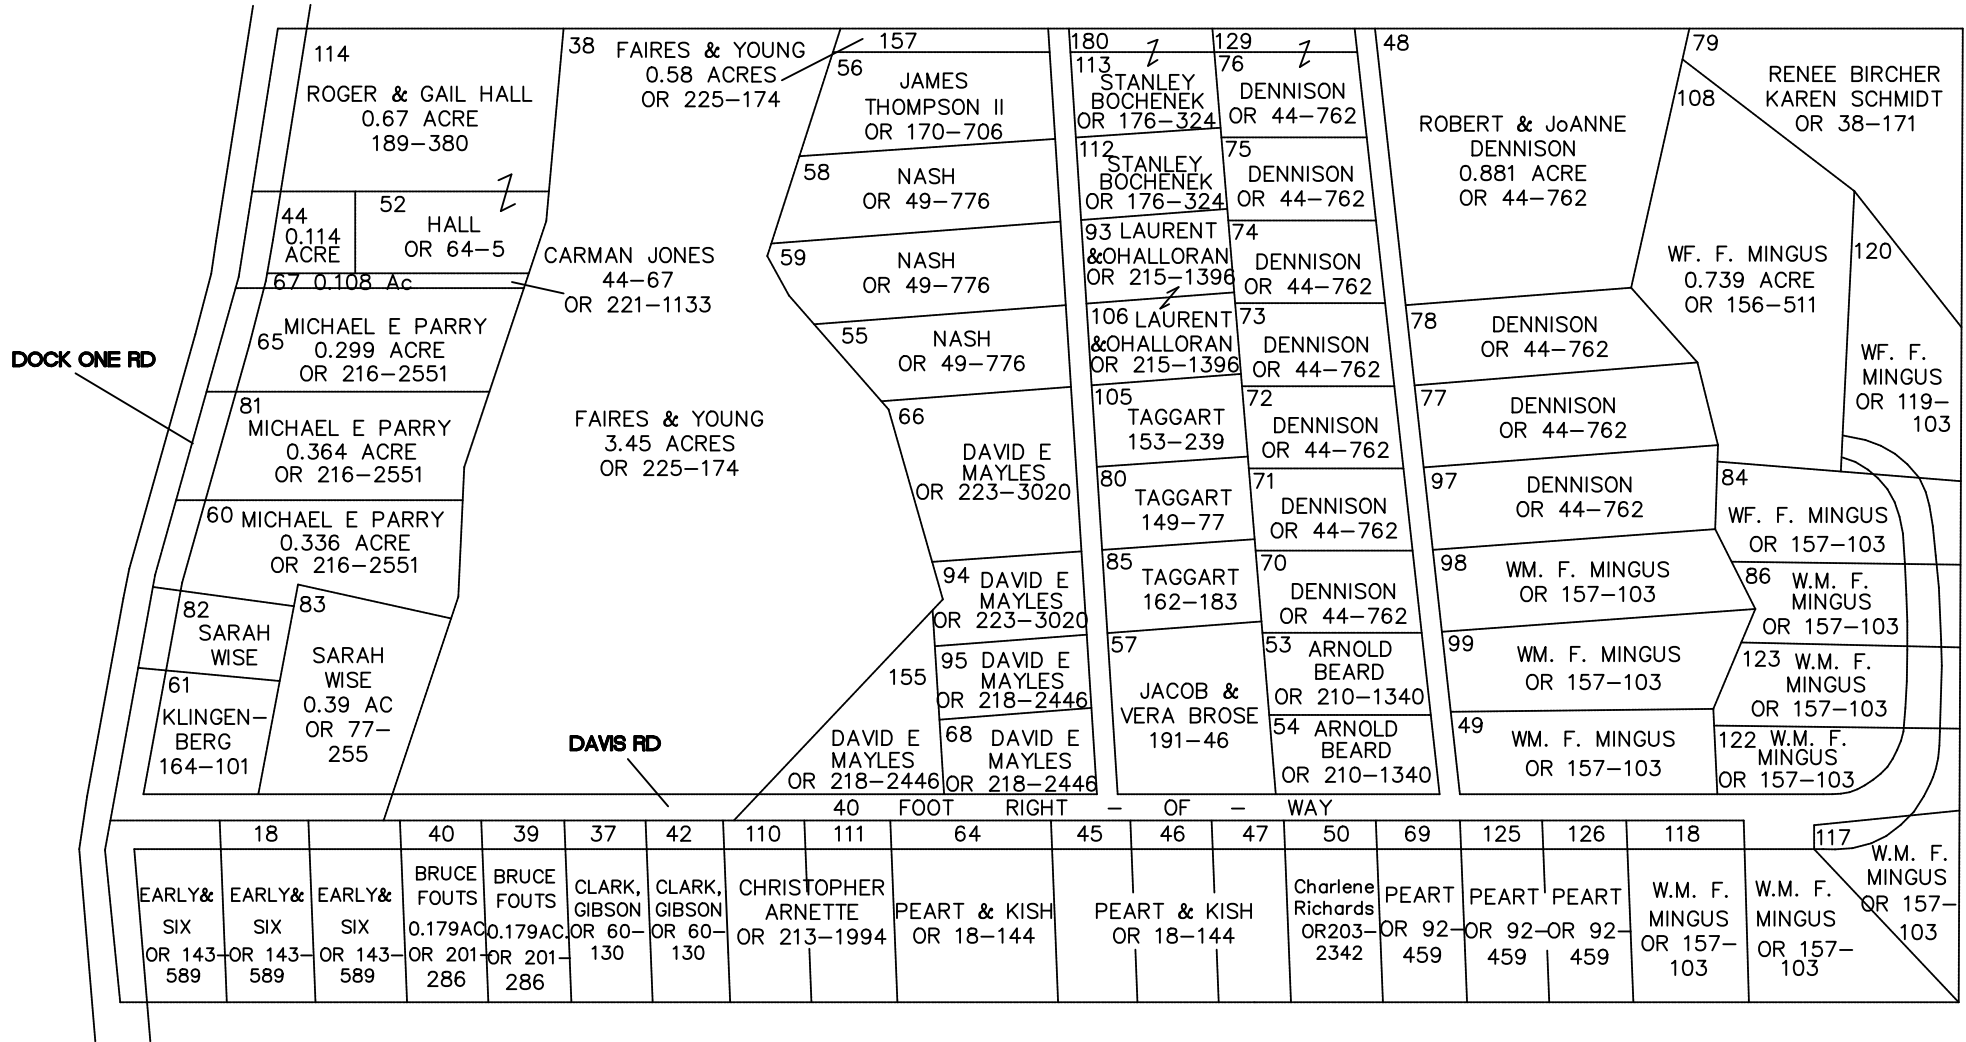 114
ROGER & GAIL HALL
0.67 ACRE
189-380
38
FAIRES & YOUNG
0.58 ACRES
OR 225-174
157
56
JAMES
THOMPSON II
OR 170-706
58
NASH
OR 49-776
59
NASH
OR 49-776
55
NASH
OR 49-776
66
DAVID E
MAYLES
OR 223-3020
94
DAVID E
MAYLES
OR 223-3020
95
DAVID E
MAYLES
OR 218-2446
68
DAVID E
MAYLES
OR 218-2446
155
DAVID E
MAYLES
OR 218-2446
44
0.114
ACRE
52
HALL
OR 64-5
67 0.108 Ac
CARMAN JONES
44-67
OR 221-1133
65
MICHAEL E PARRY
0.299 ACRE
OR 216-2551
81
MICHAEL E PARRY
0.364 ACRE
OR 216-2551
60
MICHAEL E PARRY
0.336 ACRE
OR 216-2551
82
SARAH
WISE
83
SARAH
WISE
0.39 AC
OR 77-
255
61
KLINGEN-
BERG
164-101
FAIRES & YOUNG
3.45 ACRES
OR 225-174
DOCK ONE RD
DAVIS RD
180
113
STANLEY
BOCHENEK
OR 176-324
112
STANLEY
BOCHENEK
OR 176-324
93 LAURENT
&OHALLORAN
OR 215-1396
106 LAURENT
&OHALLORAN
OR 215-1396
105
TAGGART
153-239
80
TAGGART
149-77
85
TAGGART
162-183
57
JACOB &
VERA BROSE
191-46
129
76
DENNISON
OR 44-762
75
DENNISON
OR 44-762
74
DENNISON
OR 44-762
73
DENNISON
OR 44-762
72
DENNISON
OR 44-762
71
DENNISON
OR 44-762
70
DENNISON
OR 44-762
53
ARNOLD
BEARD
OR 210-1340
54
ARNOLD
BEARD
OR 210-1340
48
ROBERT & JoANNE
DENNISON
0.881 ACRE
OR 44-762
78
DENNISON
OR 44-762
77
DENNISON
OR 44-762
97
DENNISON
OR 44-762
98
WM. F. MINGUS
OR 157-103
99
WM. F. MINGUS
OR 157-103
49
WM. F. MINGUS
OR 157-103
79
RENEE BIRCHER
KAREN SCHMIDT
OR 38-171
108
WF. F. MINGUS
0.739 ACRE
OR 156-511
120
WF. F.
MINGUS
OR 119-
103
84
WF. F. MINGUS
OR 157-103
86
W.M. F.
MINGUS
OR 157-103
123
W.M. F.
MINGUS
OR 157-103
122
W.M. F.
MINGUS
OR 157-103
40 FOOT RIGHT - OF - WAY
EARLY&
SIX
OR 143-
589
18
EARLY&
SIX
OR 143-
589
EARLY&
SIX
OR 143-
589
40
BRUCE
FOUTS
0.179AC.
OR 201-
286
39
BRUCE
FOUTS
0.179AC.
OR 201-
286
37
CLARK,
GIBSON
OR 60-
130
42
CLARK,
GIBSON
OR 60-
130
110 111
CHRISTOPHER
ARNETTE
OR 213-1994
64
PEART & KISH
OR 18-144
45 46 47
PEART & KISH
OR 18-144
50
Charlene
Richards
OR203-
2342
69
PEART
OR 92-
459
125
PEART
OR 92-
459
126
PEART
OR 92-
459
118
W.M. F.
MINGUS
OR 157-
103
W.M. F.
MINGUS
OR 157-
103
117
W.M. F.
MINGUS
OR 157-
103